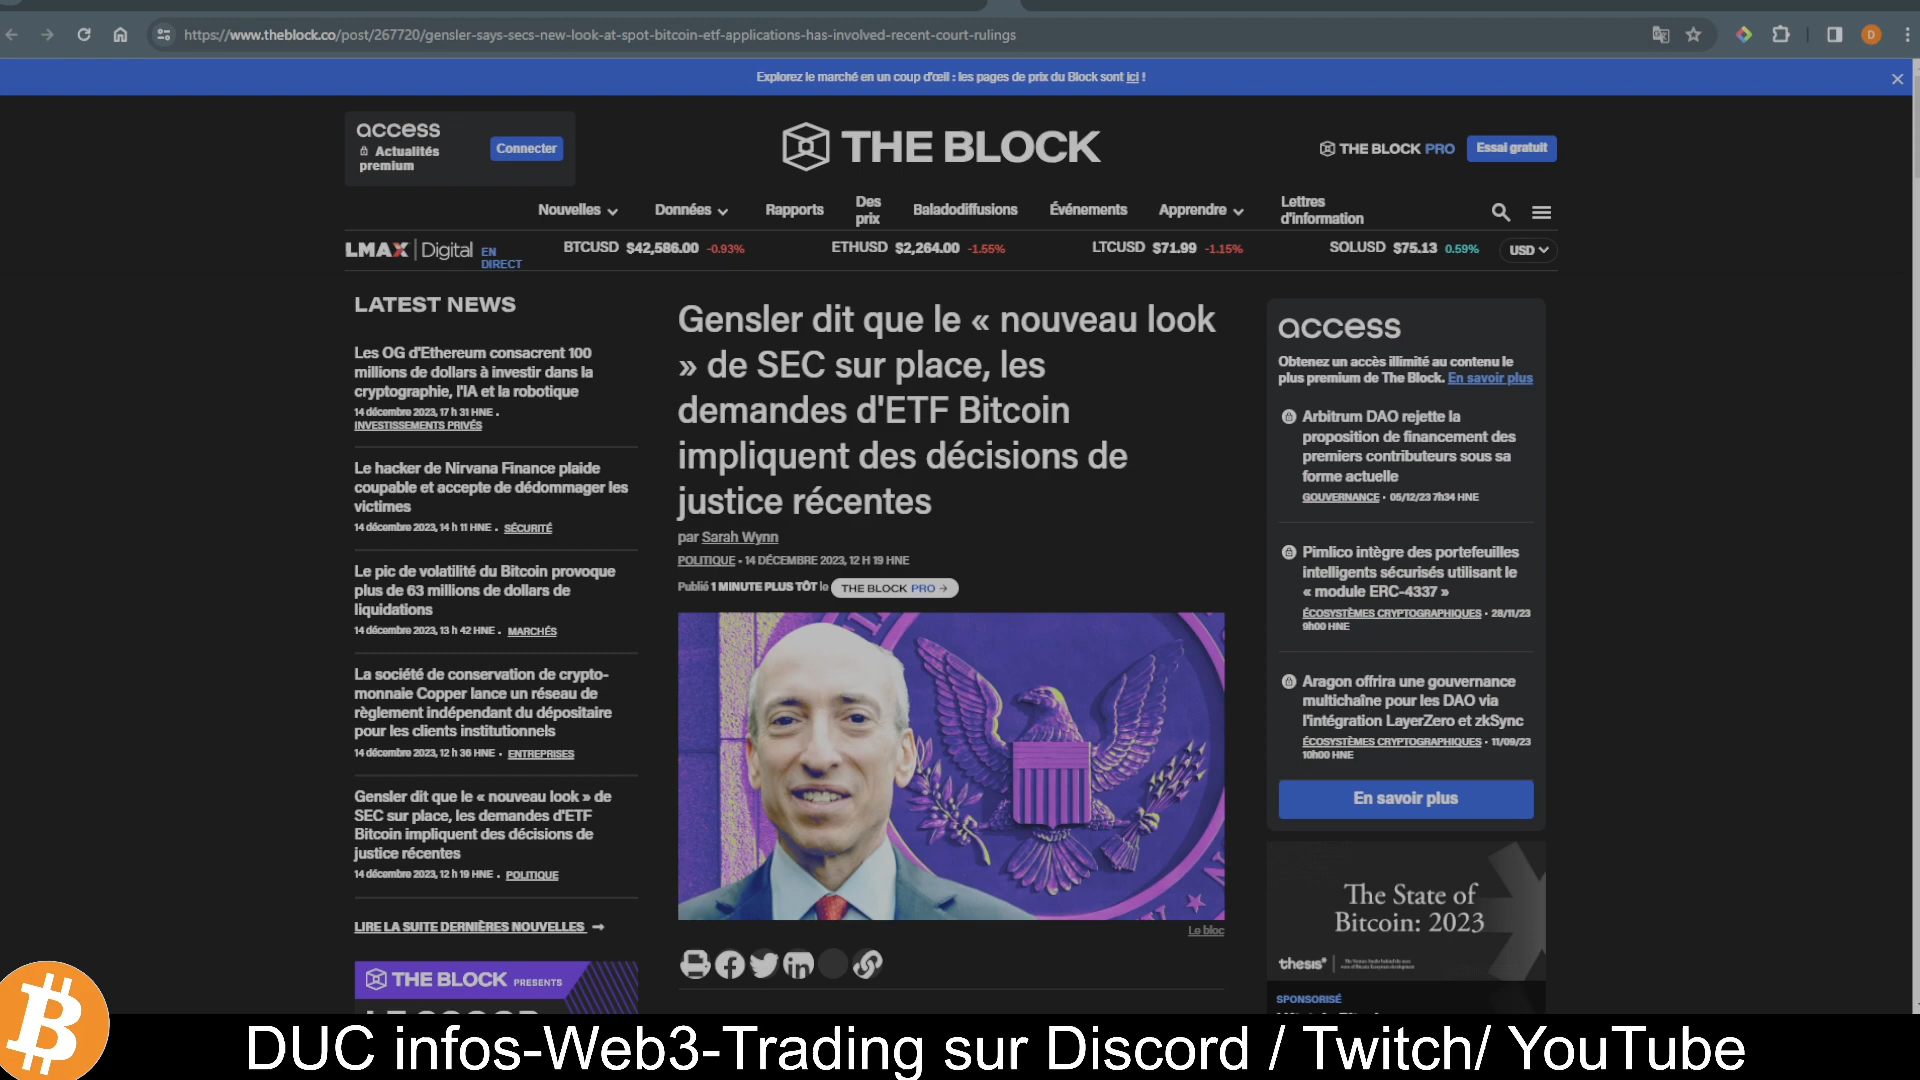 https://www.theblock.co/post/267720/gensler-says-secs-new-look-at-spot-bitcoin-etf-applications-has-involved-recent-court-rulings
D
Explorez le marché en un coup d'œil : les pages de prix du Block sont ici !
access
Actualités
premium
Connecter
THE BLOCK
THE BLOCK PRO
Essai gratuit
Nouvelles
Données
Rapports
Des
prix
Baladodiffusions
Événements
Apprendre
Lettres
d'information
LMAX Digital
EN
DIRECT
BTCUSD $42,586.00 -0.93%
ETHUSD $2,264.00 -1.55%
LTCUSD $71.99 -1.15%
SOLUSD $75.13 0.59%
USD
LATEST NEWS
Les OG d'Ethereum consacrent 100
millions de dollars à investir dans la
cryptographie, l'IA et la robotique
14 décembre 2023, 17 h 31 HNE •
INVESTISSEMENTS PRIVÉS
Le hacker de Nirvana Finance plaide
coupable et accepte de dédommager les
victimes
14 décembre 2023, 14 h 11 HNE • SÉCURITÉ
Le pic de volatilité du Bitcoin provoque
plus de 63 millions de dollars de
liquidations
14 décembre 2023, 13 h 42 HNE • MARCHÉS
La société de conservation de crypto-
monnaie Copper lance un réseau de
règlement indépendant du dépositaire
pour les clients institutionnels
14 décembre 2023, 12 h 36 HNE • ENTREPRISES
Gensler dit que le « nouveau look » de
SEC sur place, les demandes d'ETF
Bitcoin impliquent des décisions de
justice récentes
14 décembre 2023, 12 h 19 HNE • POLITIQUE
LIRE LA SUITE DERNIÈRES NOUVELLES →
THE BLOCK PRESENTS
Gensler dit que le « nouveau look
» de SEC sur place, les
demandes d'ETF Bitcoin
impliquent des décisions de
justice récentes
par Sarah Wynn
POLITIQUE • 14 DÉCEMBRE 2023, 12 H 19 HNE
Publié 1 MINUTE PLUS TÔT le THE BLOCK PRO →
Le bloc
access
Obtenez un accès illimité au contenu le
plus premium de The Block. En savoir plus
Arbitrum DAO rejette la
proposition de financement des
premiers contributeurs sous sa
forme actuelle
GOUVERNANCE • 05/12/23 7h34 HNE
Pimlico intègre des portefeuilles
intelligents sécurisés utilisant le
« module ERC-4337 »
ÉCOSYSTÈMES CRYPTOGRAPHIQUES • 28/11/23
9h00 HNE
Aragon offrira une gouvernance
multichaîne pour les DAO via
l'intégration LayerZero et zkSync
ÉCOSYSTÈMES CRYPTOGRAPHIQUES • 11/09/23
10h00 HNE
En savoir plus
The State of
Bitcoin: 2023
thesis*
SPONSORISÉ
DUC infos-Web3-Trading sur Discord / Twitch/ YouTube